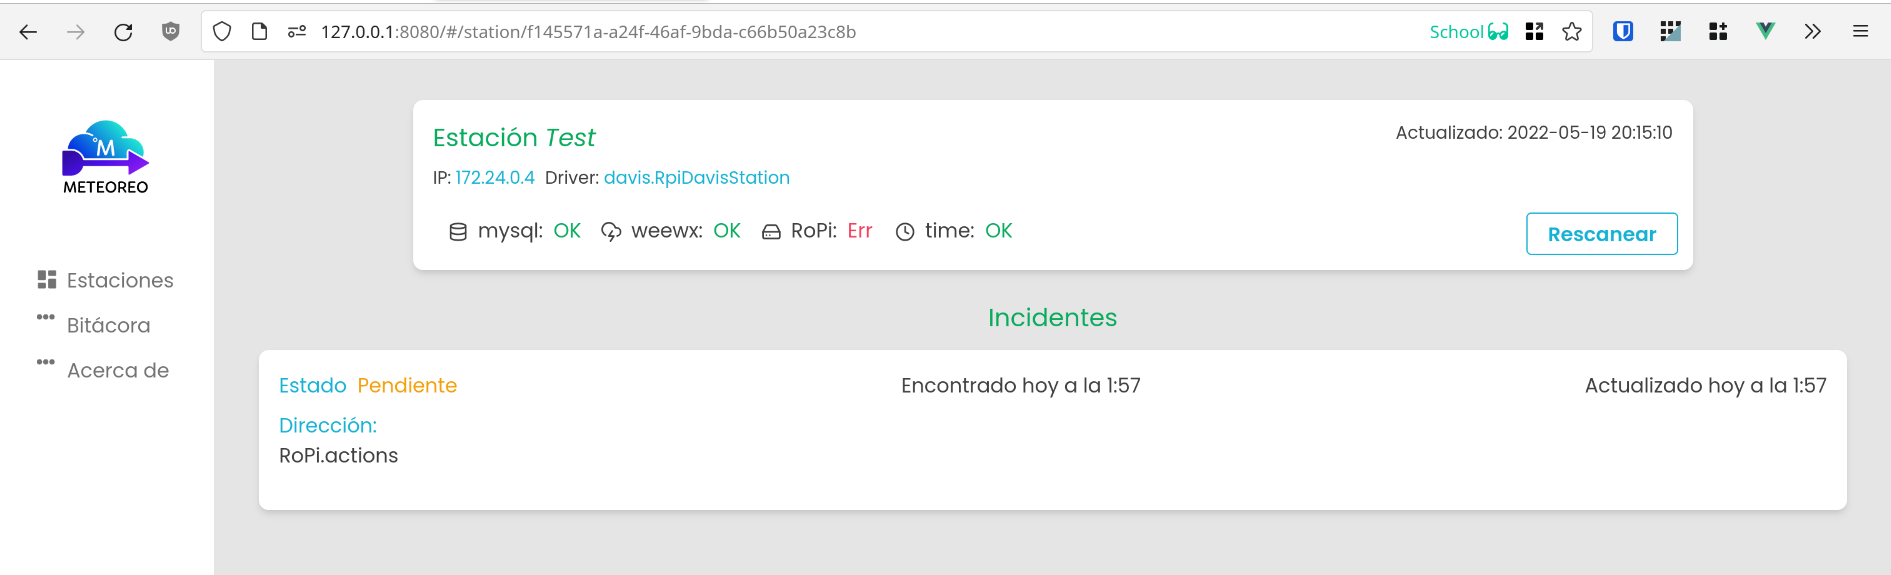 127.0.0.1:8080/#/station/f145571a-a24f-46af-9bda-c66b50a23c8b School
°M
METEOREO
Estaciones
Bitácora
Acerca de
Estación Test
Actualizado: 2022-05-19 20:15:10
IP: 172.24.0.4 Driver: davis.RpiDavisStation
mysql: OK weewx: OK RoPi: Err time: OK
Rescanear
Incidentes
Estado Pendiente Encontrado hoy a la 1:57 Actualizado hoy a la 1:57
Dirección:
RoPi.actions